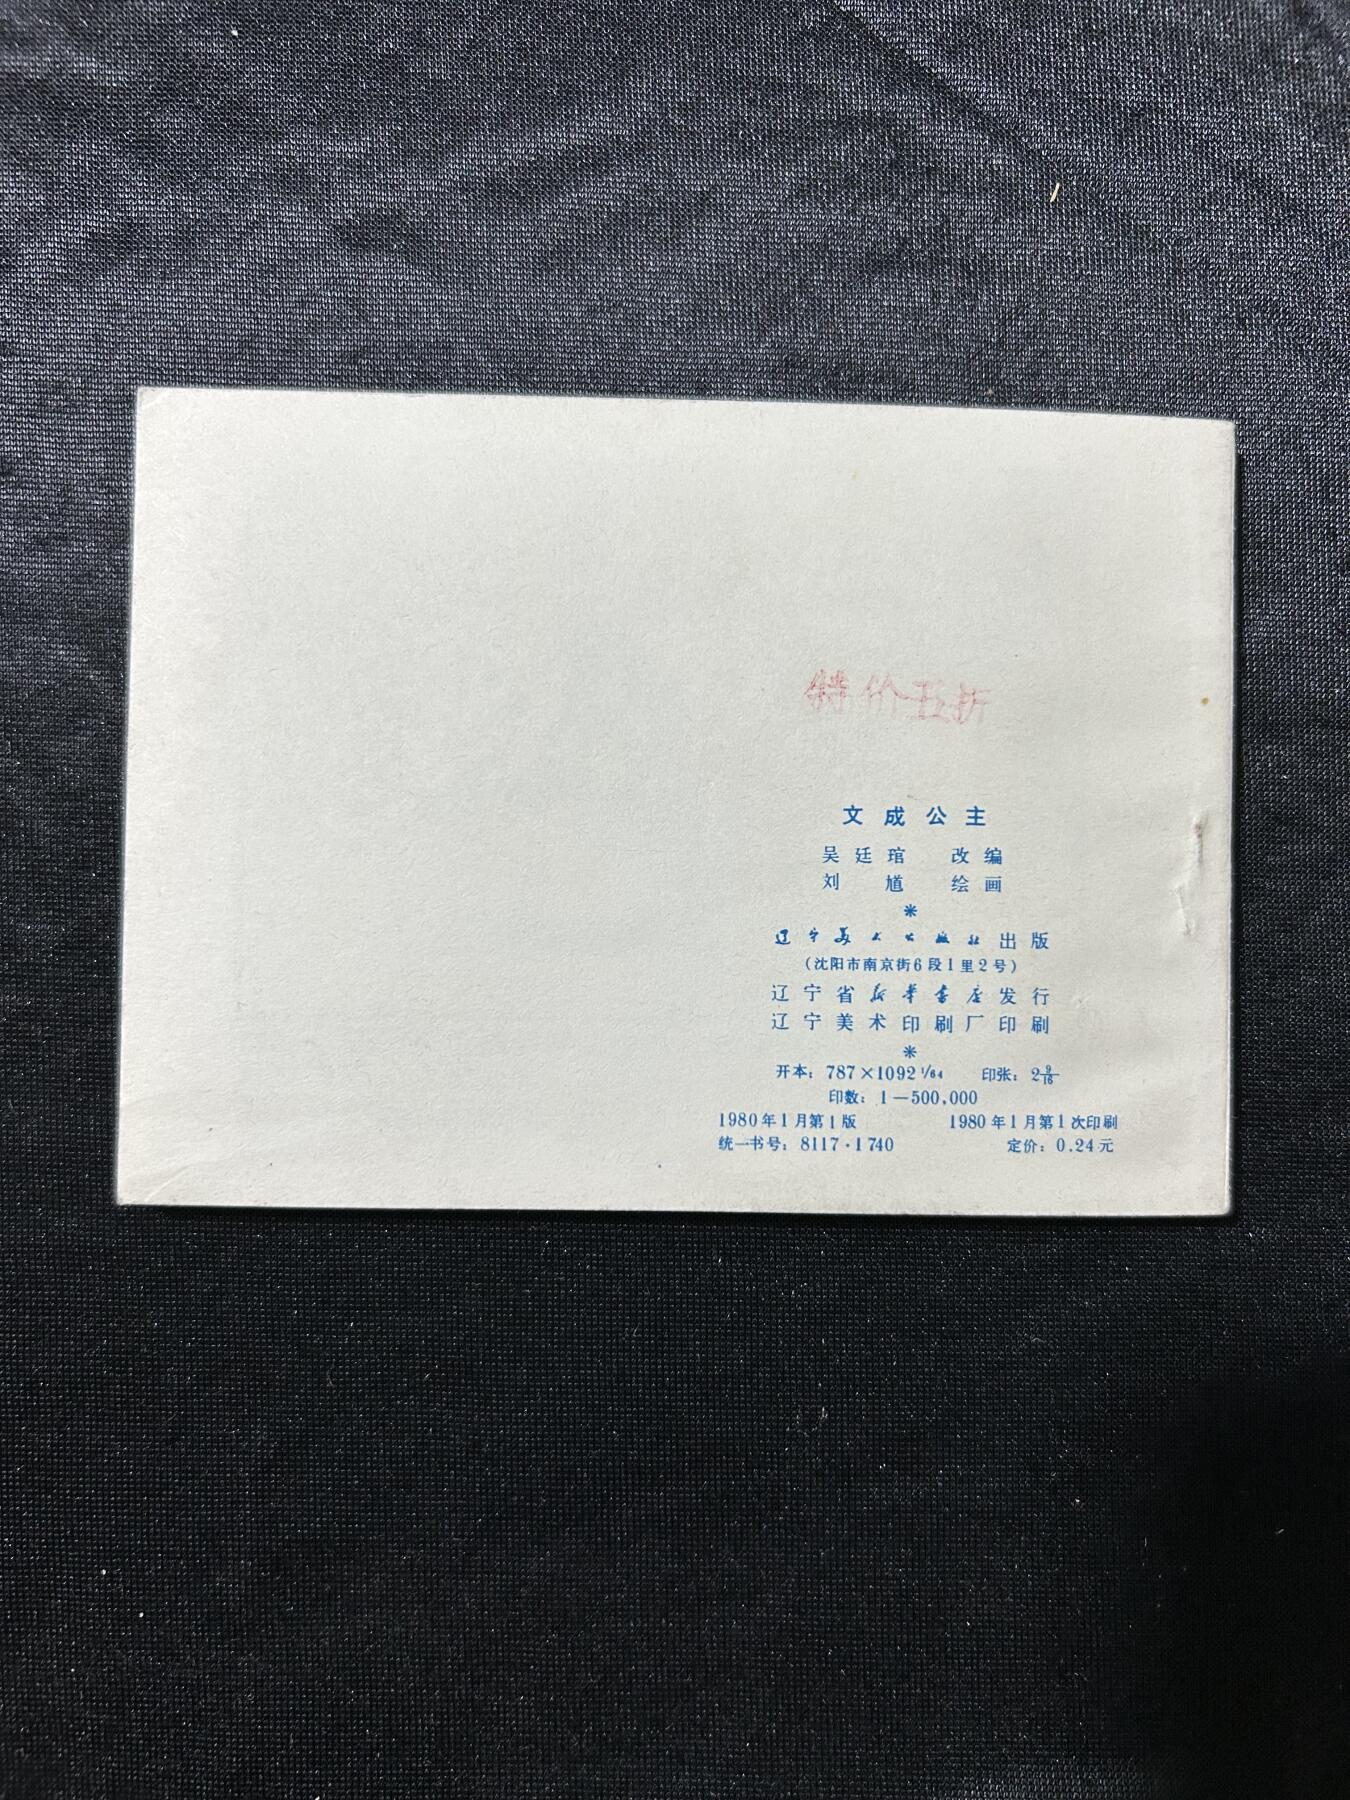 特价五折
文成公主
吴廷琯 改编
刘馗 绘画
辽宁美术出版社出版
(沈阳市南京街6段1里2号)
辽宁省新华书店发行
辽宁美术印刷厂印刷
开本：787×1092 1/64 印张：2 9/16
印数：1—500,000
1980年1月第1版 1980年1月第1次印刷
统一书号：8117·1740 定价：0.24元